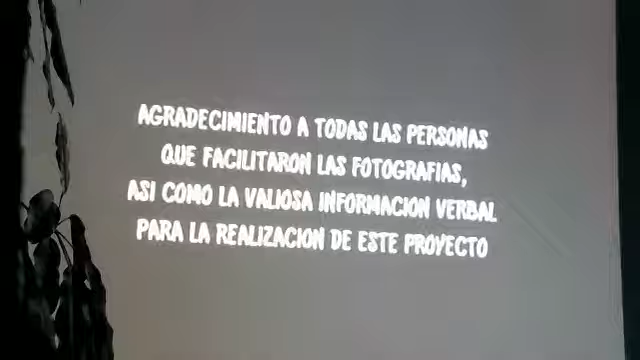 AGRADECIMIENTO A TODAS LAS PERSONAS
QUE FACILITARON LAS FOTOGRAFIAS,
ASI COMO LA VALIOSA INFORMACION VERBAL
PARA LA REALIZACION DE ESTE PROYECTO